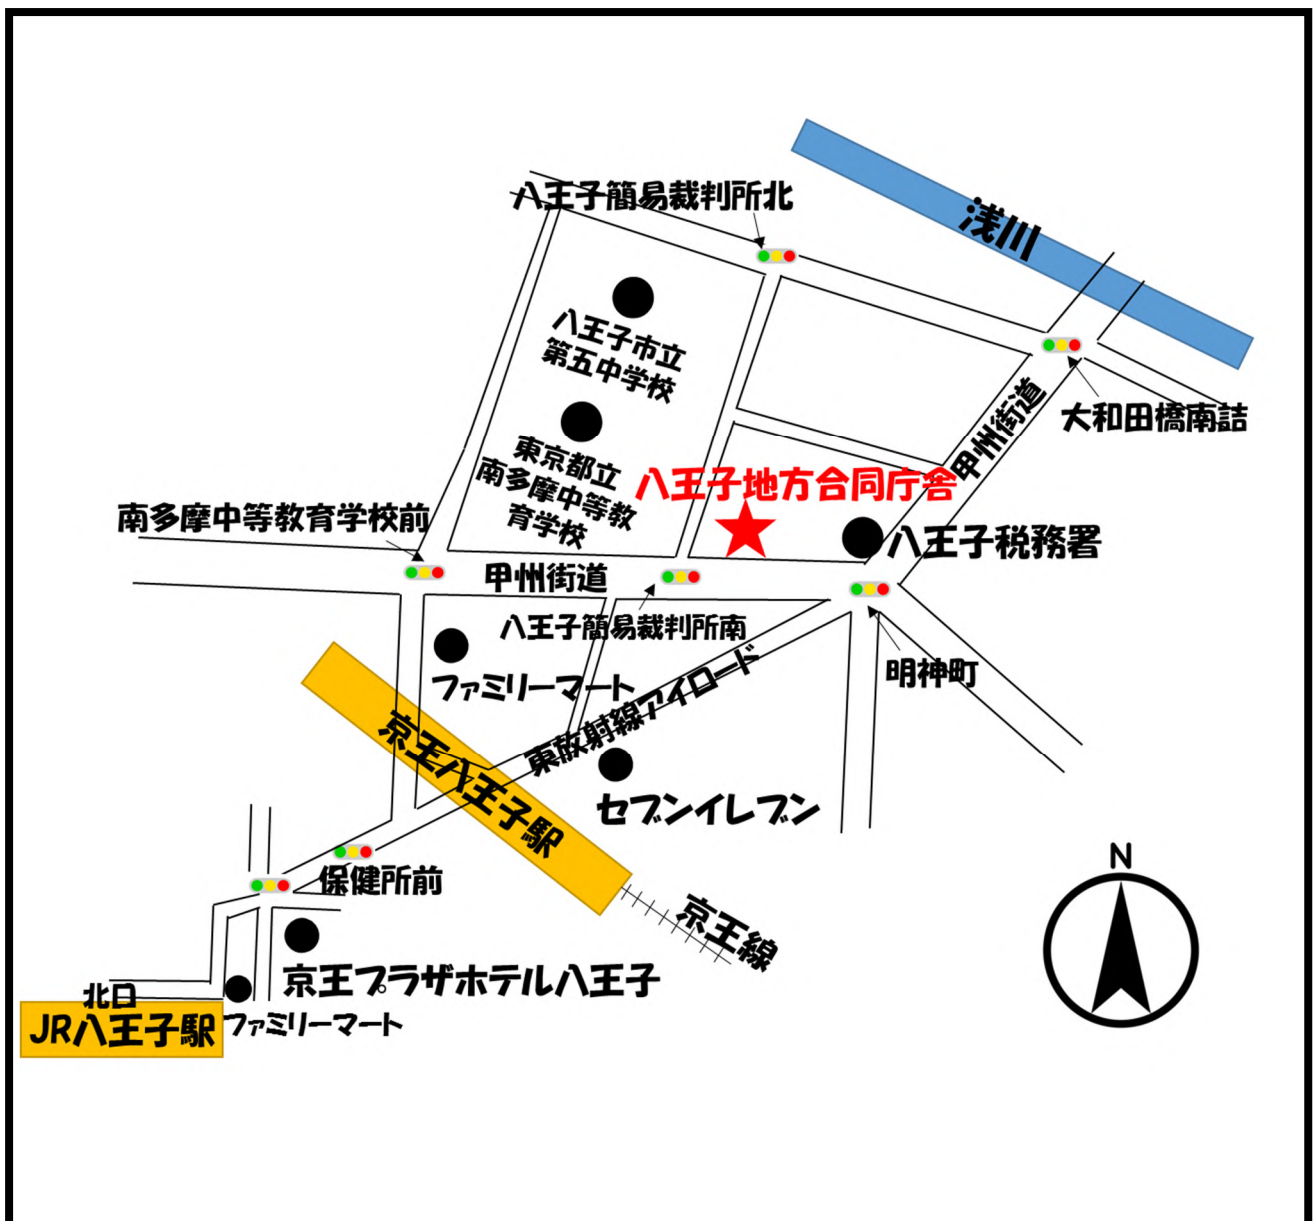 八王子簡易裁判所北
浅川
八王子市立
第五中学校
大和田橋南詰
甲州街道
東京都立
南多摩中等教
育学校
八王子地方合同庁舎
南多摩中等教育学校前
八王子税務署
甲州街道
八王子簡易裁判所南
明神町
ファミリーマート
東放射線アイロード
京王八王子駅
セブンイレブン
保健所前
N
京王線
京王プラザホテル八王子
北口
JR八王子駅
ファミリーマート